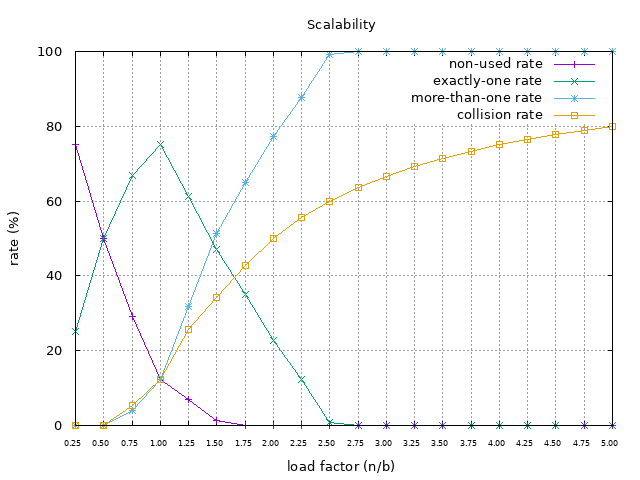 Scalability
100
80
60
40
20
0
rate (%)
non-used rate
exactly-one rate
more-than-one rate
collision rate
0.25 0.50 0.75 1.00 1.25 1.50 1.75 2.00 2.25 2.50 2.75 3.00 3.25 3.50 3.75 4.00 4.25 4.50 4.75 5.00
load factor (n/b)